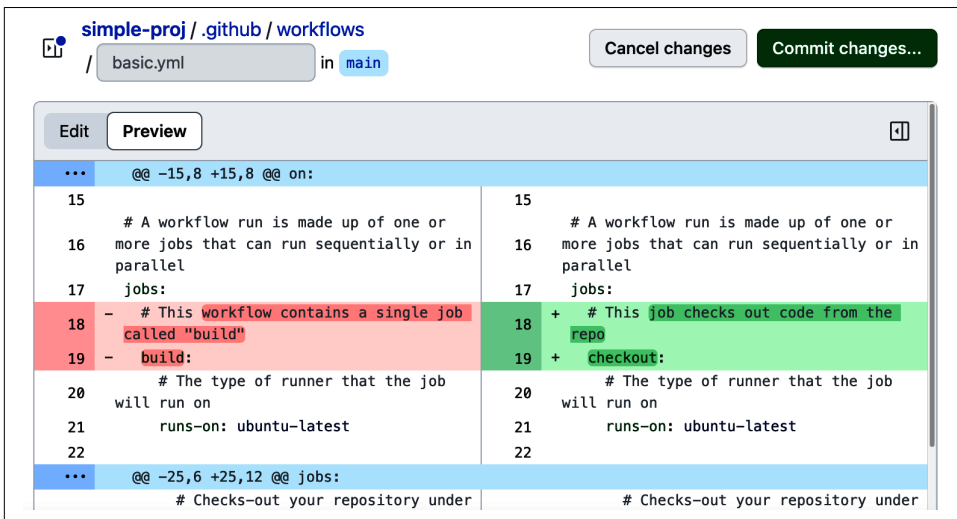 simple-proj / .github / workflows
/ basic.yml in main
Cancel changes
Commit changes...
Edit
Preview
@@ -15,8 +15,8 @@ on:
15
# A workflow run is made up of one or
16 more jobs that can run sequentially or in
parallel
17 jobs:
- # This workflow contains a single job
18 called "build"
19 - build:
# The type of runner that the job
20 will run on
21 runs-on: ubuntu-latest
22
15
# A workflow run is made up of one or
16 more jobs that can run sequentially or in
parallel
17 jobs:
+ # This job checks out code from the
18 repo
19 + checkout:
# The type of runner that the job
20 will run on
21 runs-on: ubuntu-latest
22
@@ -25,6 +25,12 @@ jobs:
# Checks-out your repository under
# Checks-out your repository under